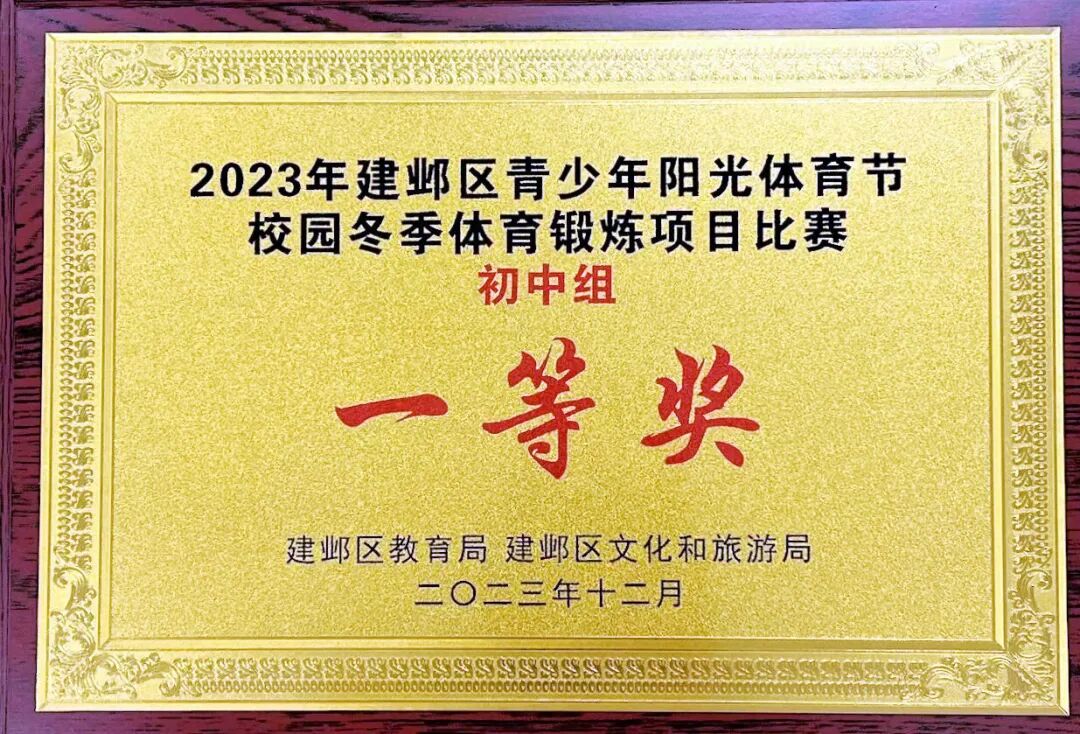 2023年建邺区青少年阳光体育节
校园冬季体育锻炼项目比赛
初中组
一等奖
建邺区教育局 建邺区文化和旅游局
二〇二三年十二月